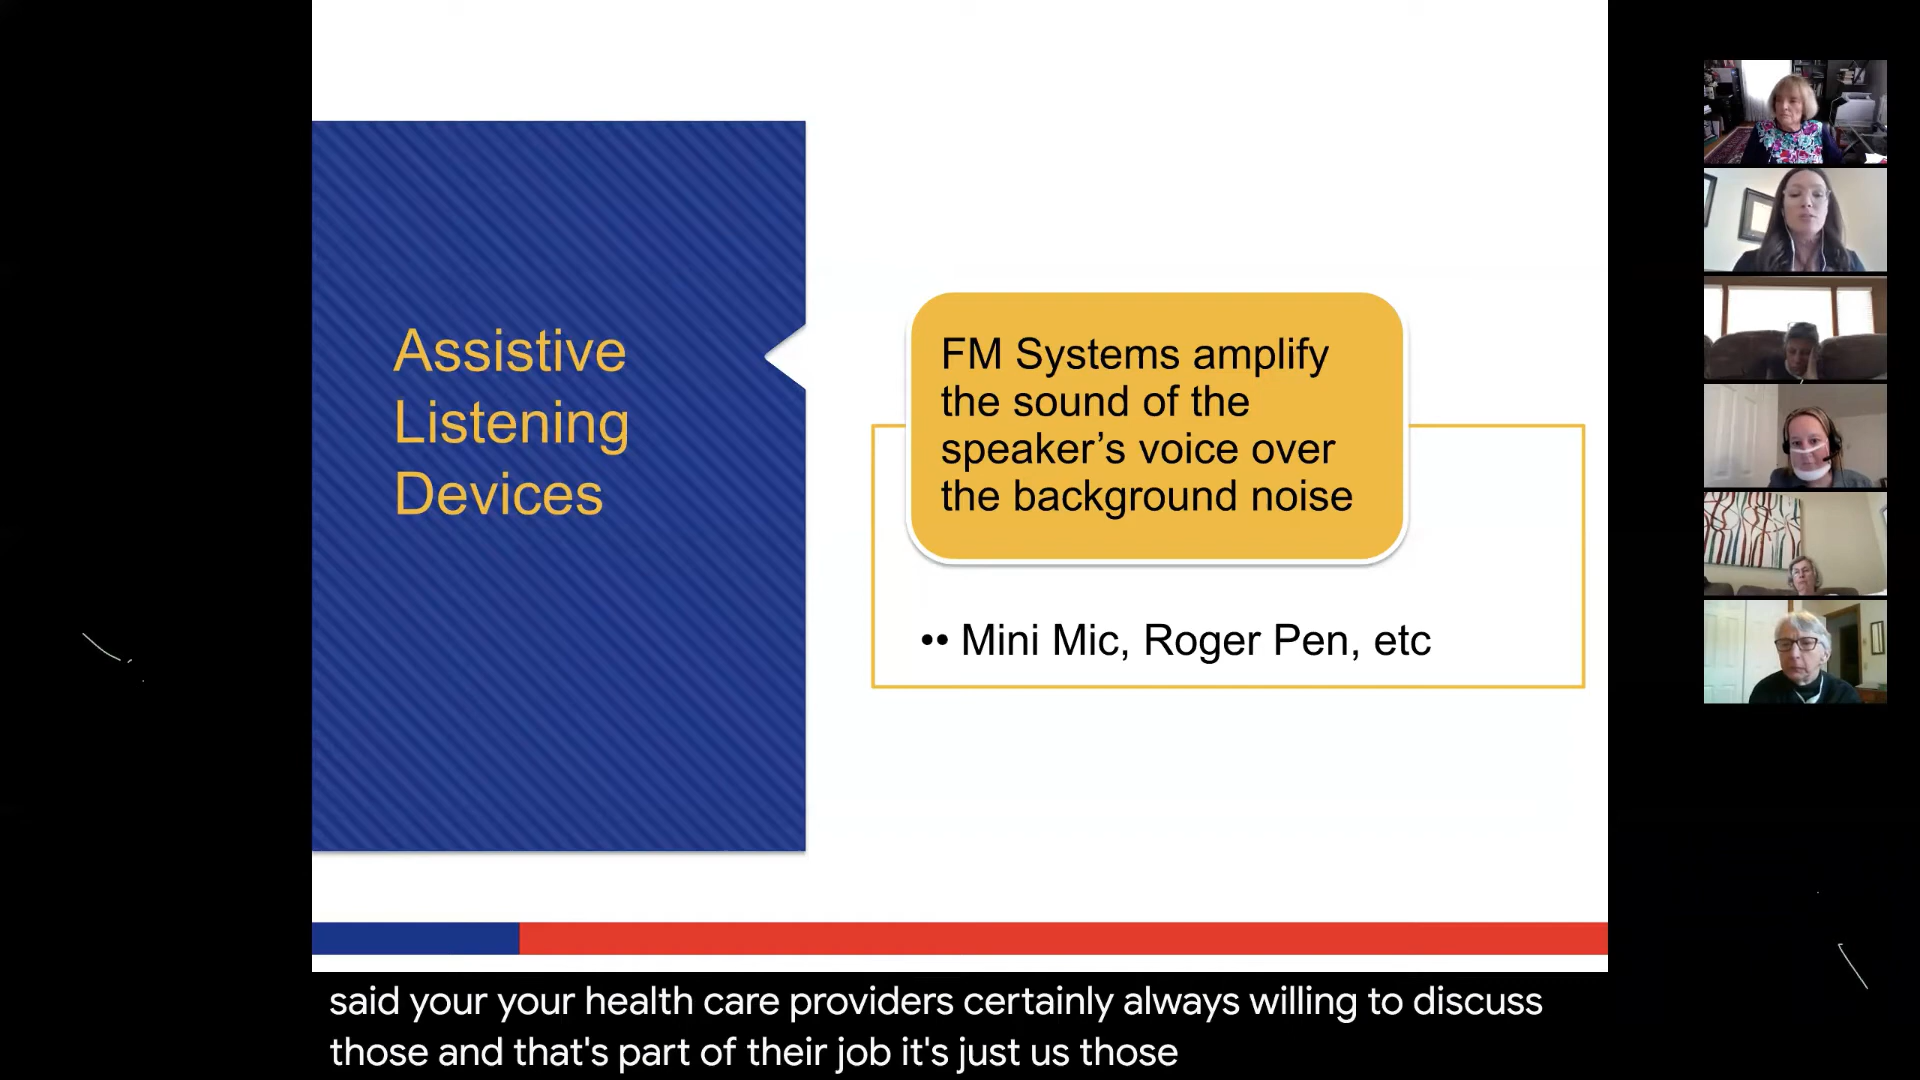 Assistive
Listening
Devices
FM Systems amplify
the sound of the
speaker’s voice over
the background noise
•• Mini Mic, Roger Pen, etc
said your your health care providers certainly always willing to discuss
those and that's part of their job it's just us those